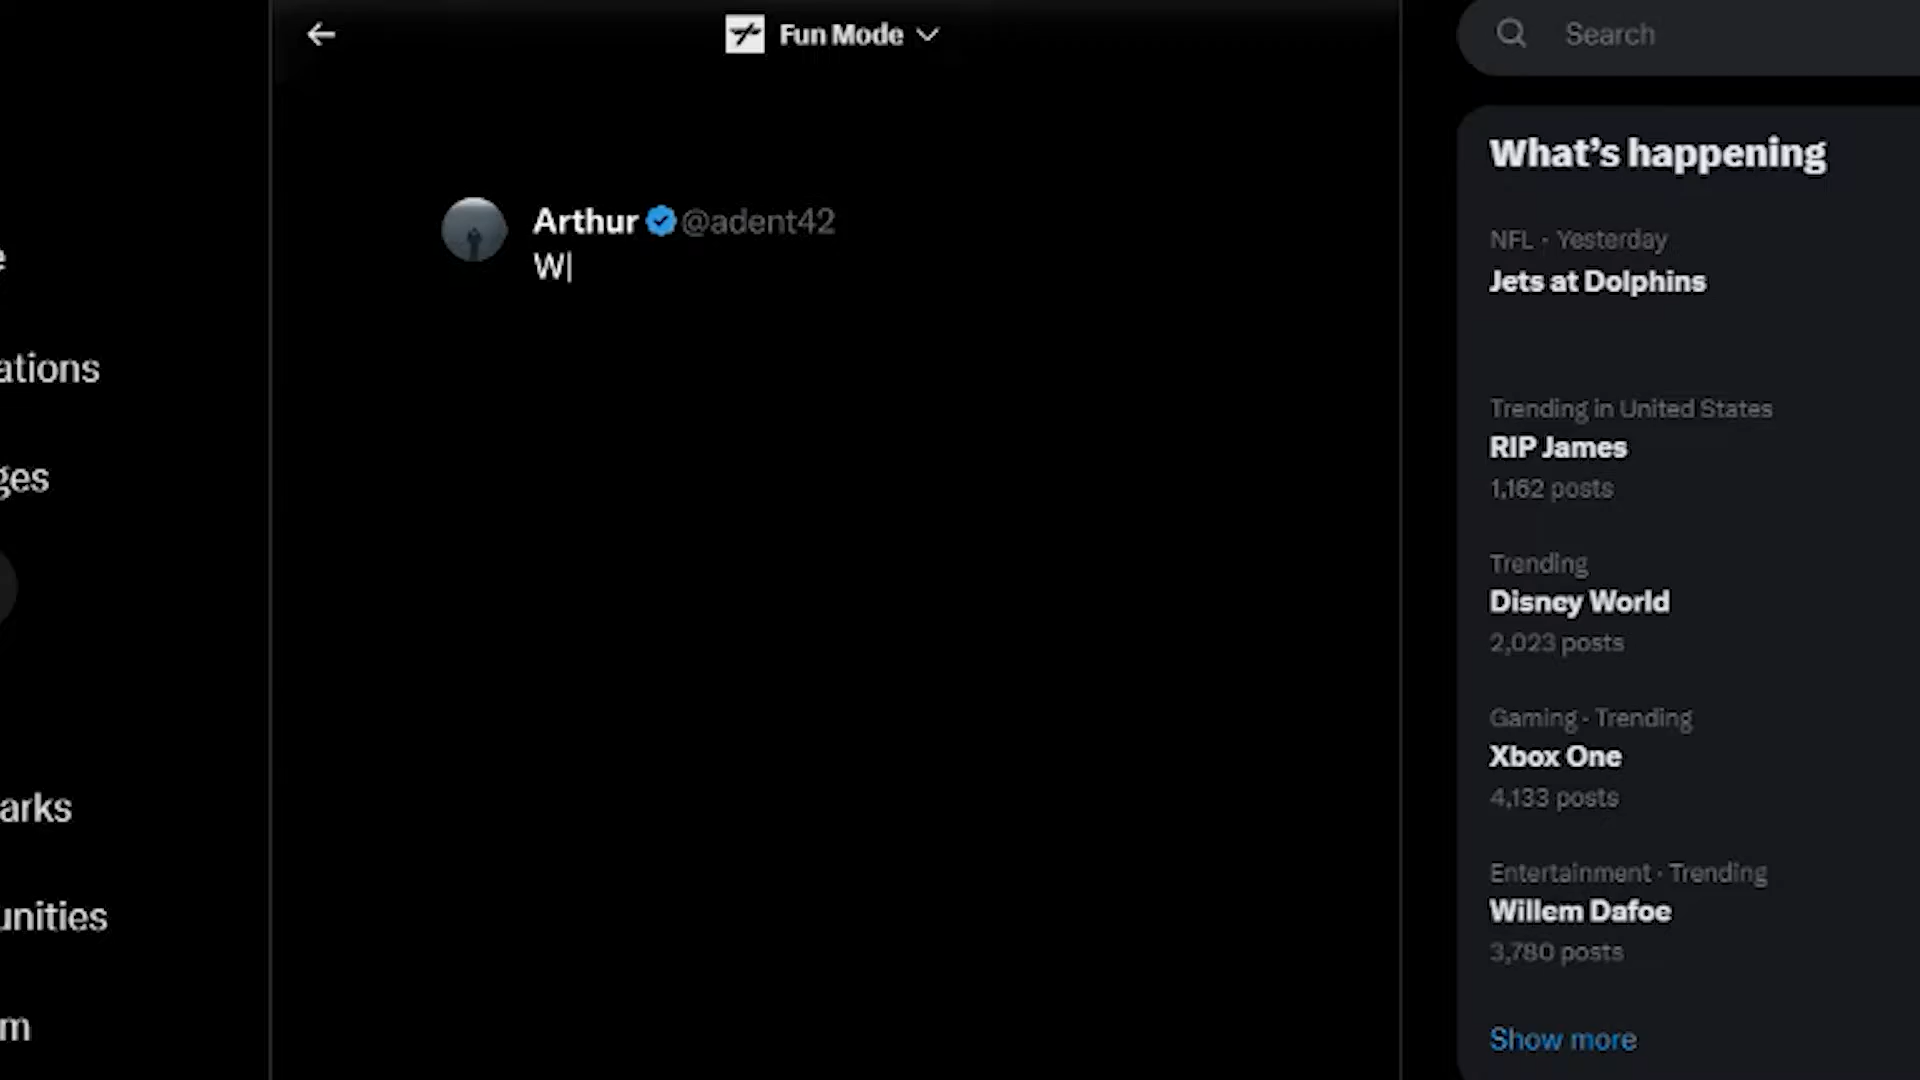 Fun Mode
Search
What's happening
Arthur @adent42
W
NFL · Yesterday
Jets at Dolphins
Trending in United States
RIP James
1,162 posts
Trending
Disney World
2,023 posts
Gaming · Trending
Xbox One
4,133 posts
Entertainment · Trending
Willem Dafoe
3,780 posts
Show more
e
ations
ges
arks
unities
m